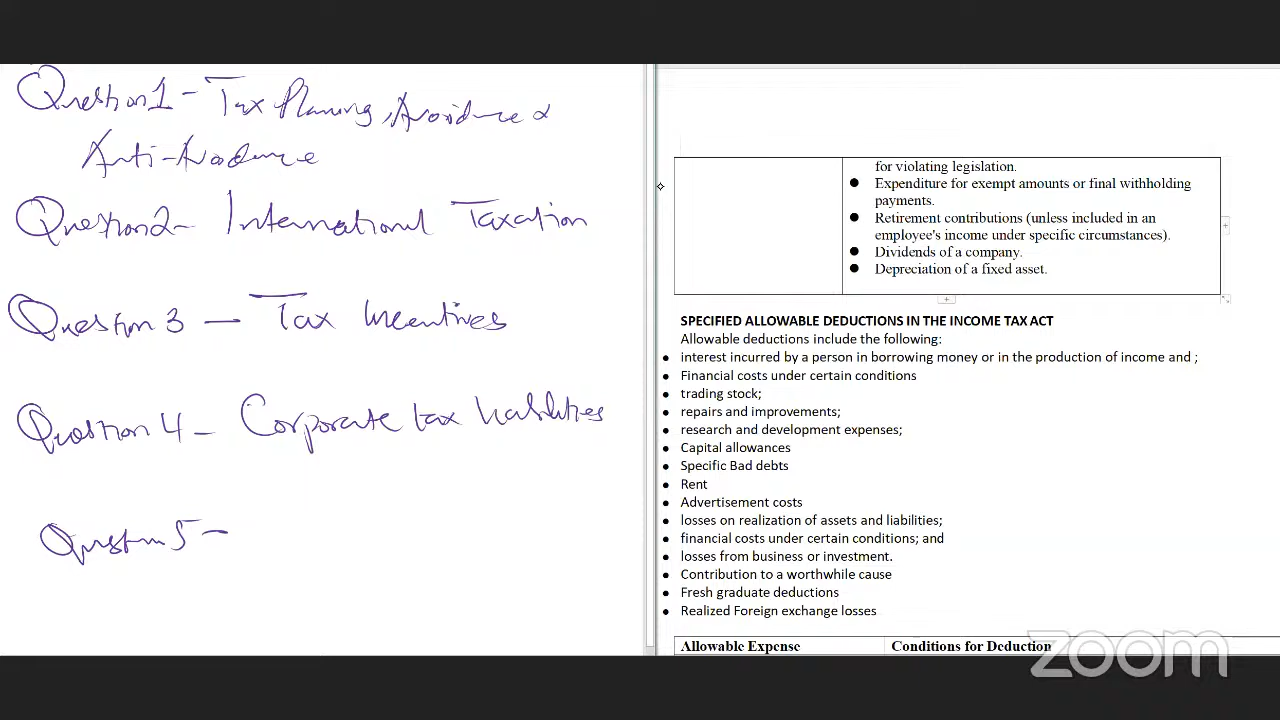 Question 1 - Tax Planning, Avoidance &
Anti-Avoidance
Question 2 - International Taxation
Question 3 - Tax Incentives
Question 4 - Corporate tax liabilities
Question 5 -
for violating legislation.
● Expenditure for exempt amounts or final withholding
payments.
● Retirement contributions (unless included in an
employee's income under specific circumstances).
● Dividends of a company.
● Depreciation of a fixed asset.
SPECIFIED ALLOWABLE DEDUCTIONS IN THE INCOME TAX ACT
Allowable deductions include the following:
● interest incurred by a person in borrowing money or in the production of income and ;
● Financial costs under certain conditions
● trading stock;
● repairs and improvements;
● research and development expenses;
● Capital allowances
● Specific Bad debts
● Rent
● Advertisement costs
● losses on realization of assets and liabilities;
● financial costs under certain conditions; and
● losses from business or investment.
● Contribution to a worthwhile cause
● Fresh graduate deductions
● Realized Foreign exchange losses
Allowable Expense Conditions for Deduction
zoom